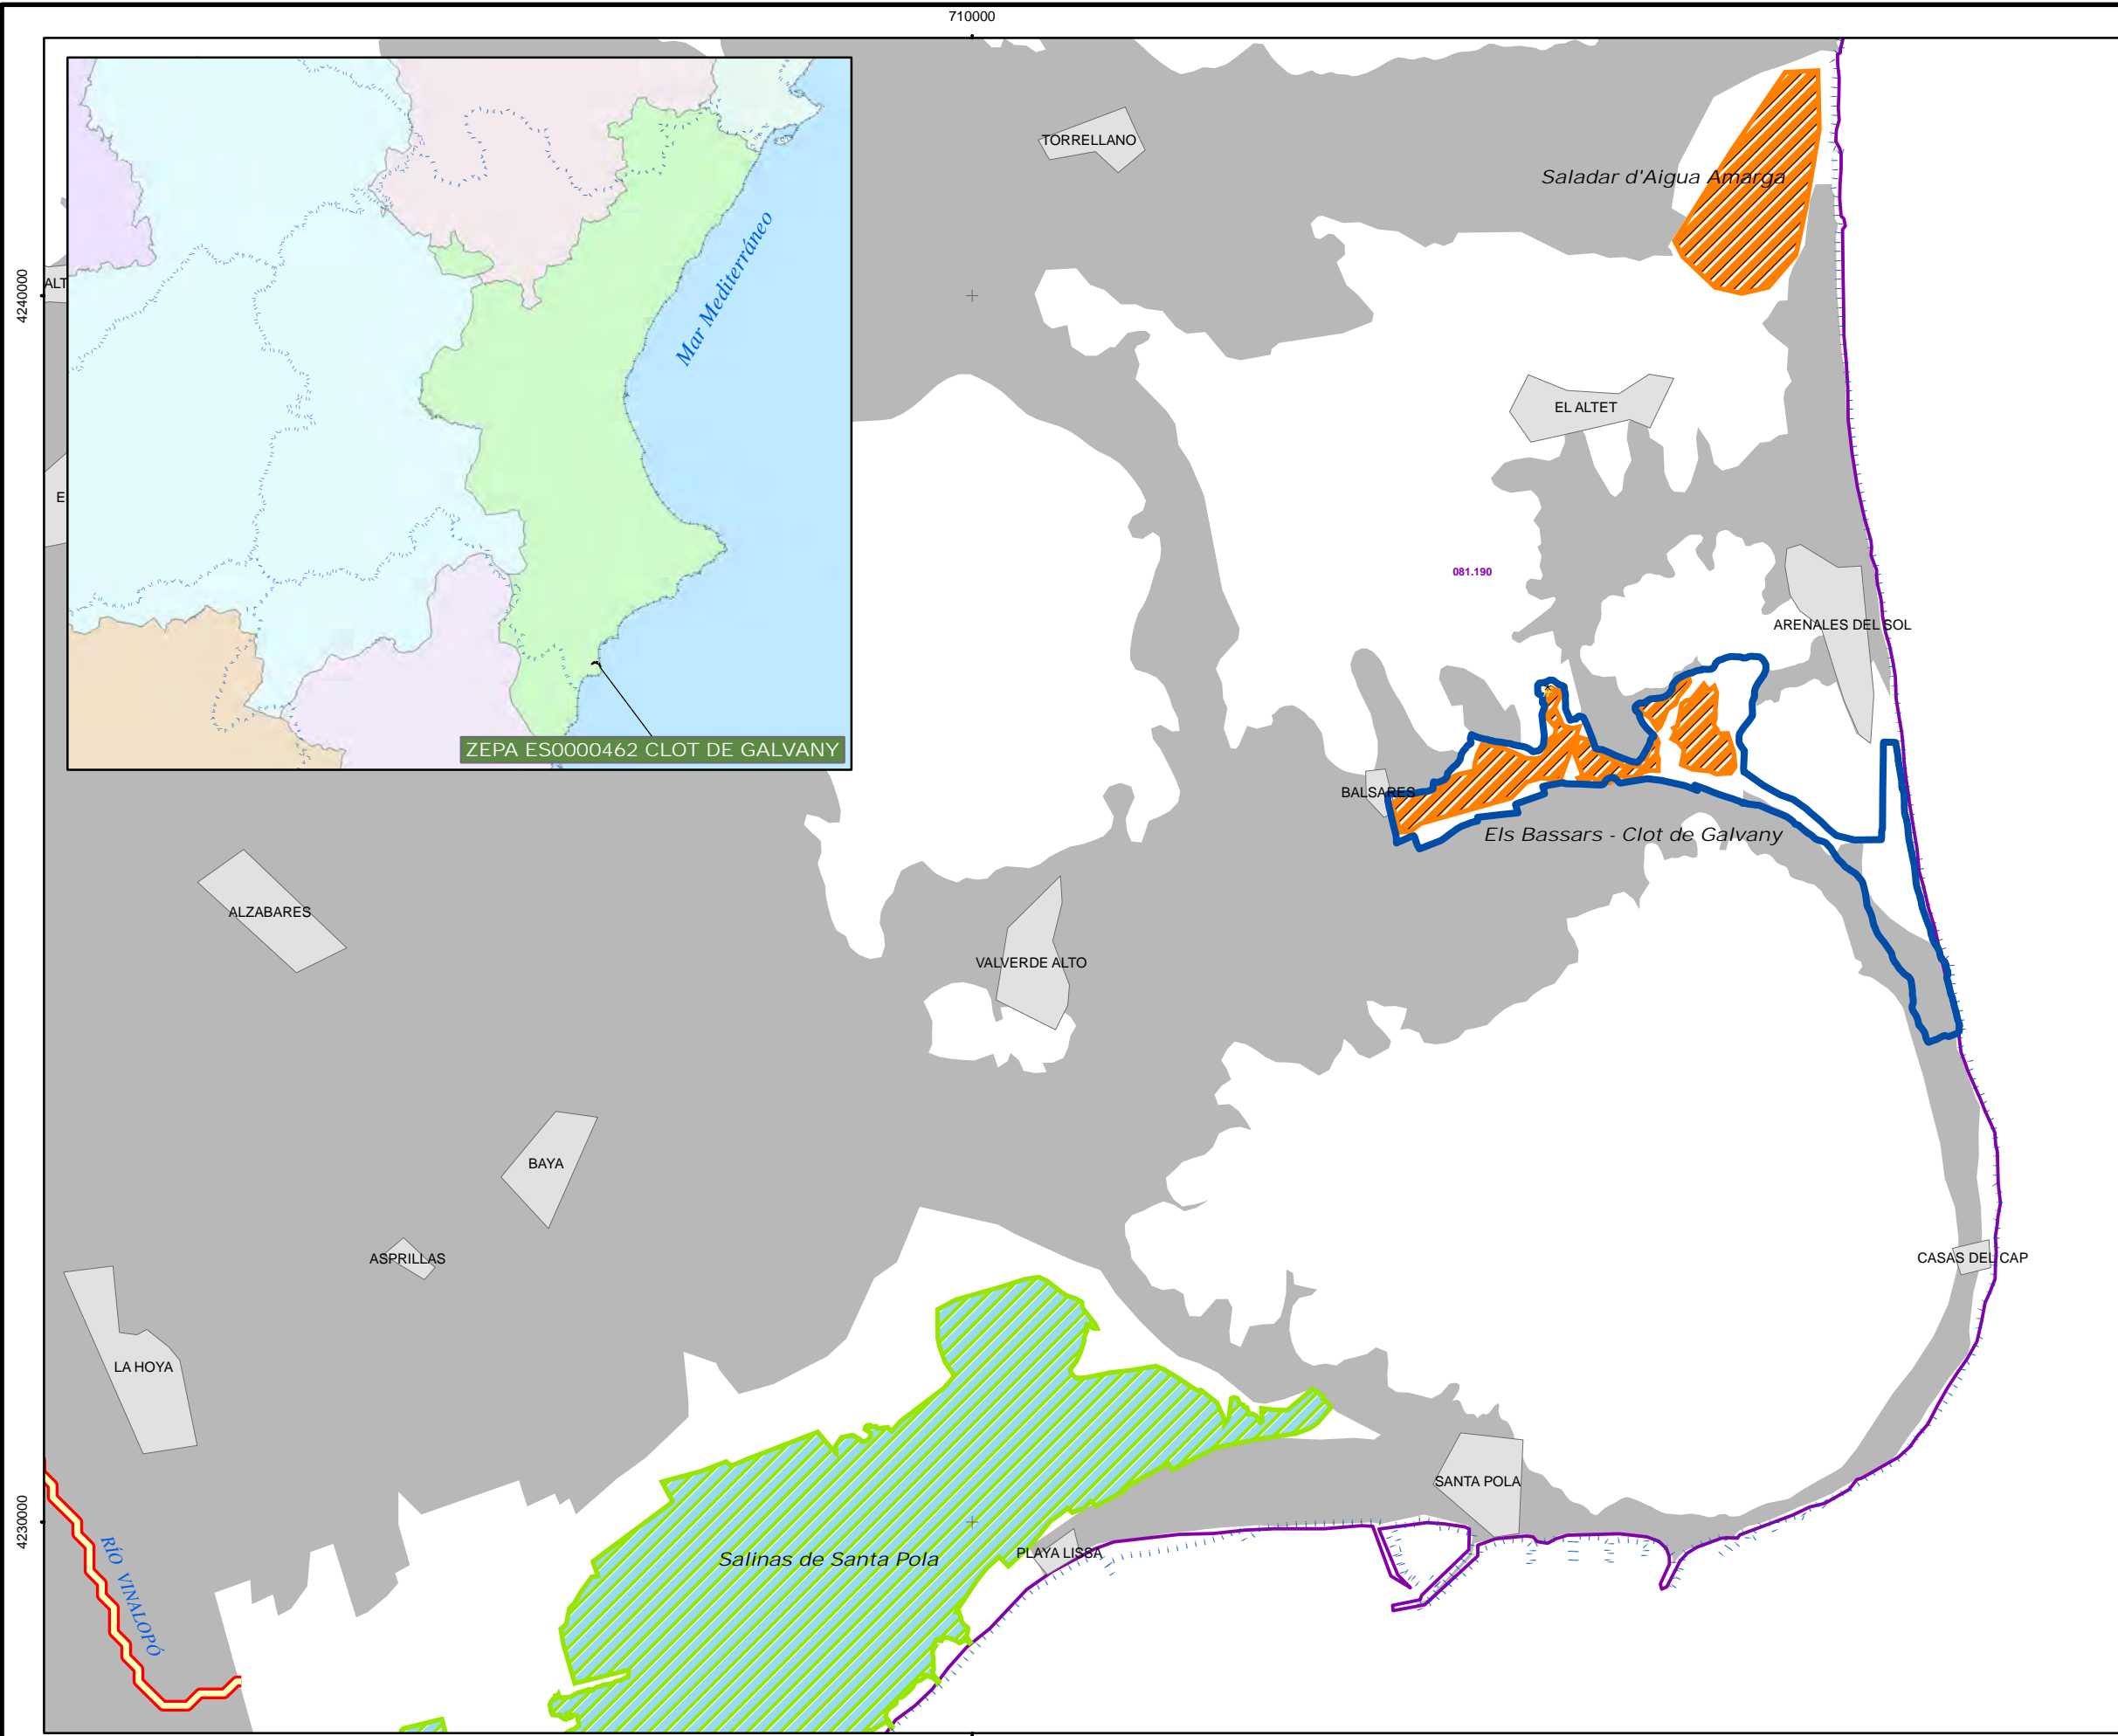 710000
4240000
4230000
Mar Mediterráneo
ZEPA ES0000462 CLOT DE GALVANY
ALT
E
TORRELLANO
Saladar d'Aigua Amarga
EL ALTET
081.190
ARENALES DEL SOL
BALSARES
Els Bassars - Clot de Galvany
ALZABARES
VALVERDE ALTO
BAYA
ASPRILLAS
CASAS DEL CAP
LA HOYA
SANTA POLA
RÍO VINALOPÓ
Salinas de Santa Pola
PLAYA LISSA